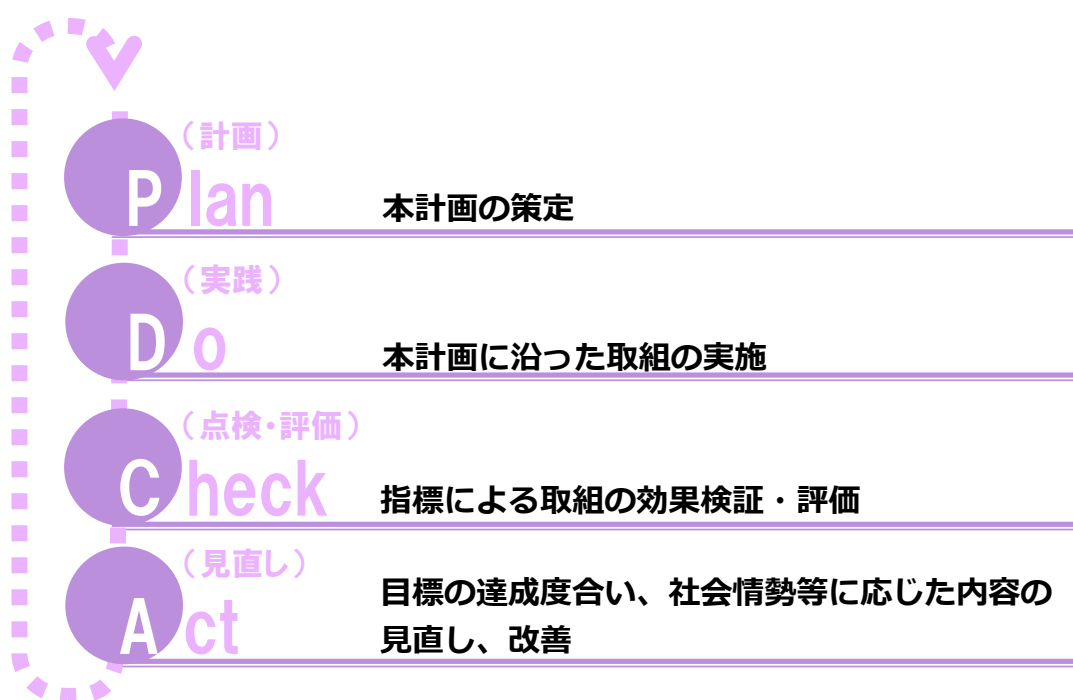 （計画）
Plan
本計画の策定
（実践）
Do
本計画に沿った取組の実施
（点検・評価）
Check
指標による取組の効果検証・評価
（見直し）
Act
目標の達成度合い、社会情勢等に応じた内容の
見直し、改善